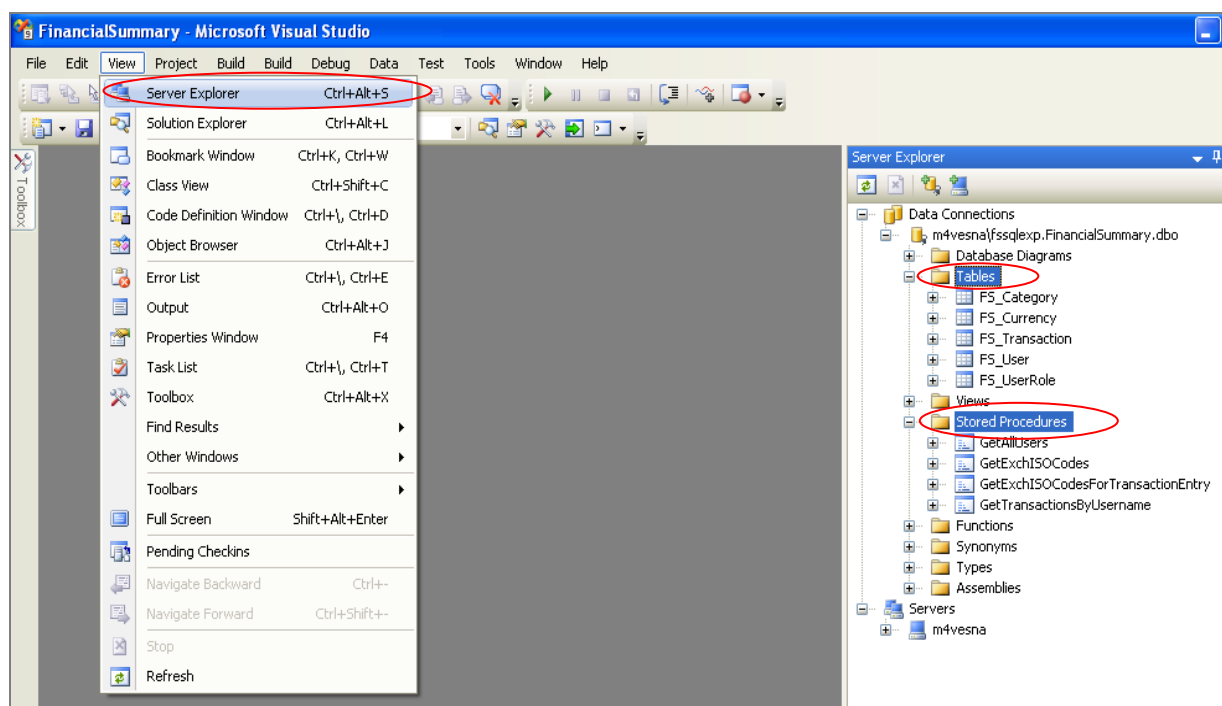 FinancialSummary - Microsoft Visual Studio
File Edit View Project Build Build Debug Data Test Tools Window Help
Server Explorer Ctrl+Alt+S
Solution Explorer Ctrl+Alt+L
Bookmark Window Ctrl+K, Ctrl+W
Class View Ctrl+Shift+C
Code Definition Window Ctrl+\, Ctrl+D
Object Browser Ctrl+Alt+J
Error List Ctrl+\, Ctrl+E
Output Ctrl+Alt+O
Properties Window F4
Task List Ctrl+\, Ctrl+T
Toolbox Ctrl+Alt+X
Find Results
Other Windows
Toolbars
Full Screen Shift+Alt+Enter
Pending Checkins
Navigate Backward Ctrl+-
Navigate Forward Ctrl+Shift+-
Stop
Refresh
Toolbox
Server Explorer
Data Connections
m4vesna\fssqlexp.FinancialSummary.dbo
Database Diagrams
Tables
FS_Category
FS_Currency
FS_Transaction
FS_User
FS_UserRole
Views
Stored Procedures
GetAllUsers
GetExchISOCodes
GetExchISOCodesForTransactionEntry
GetTransactionsByUsername
Functions
Synonyms
Types
Assemblies
Servers
m4vesna